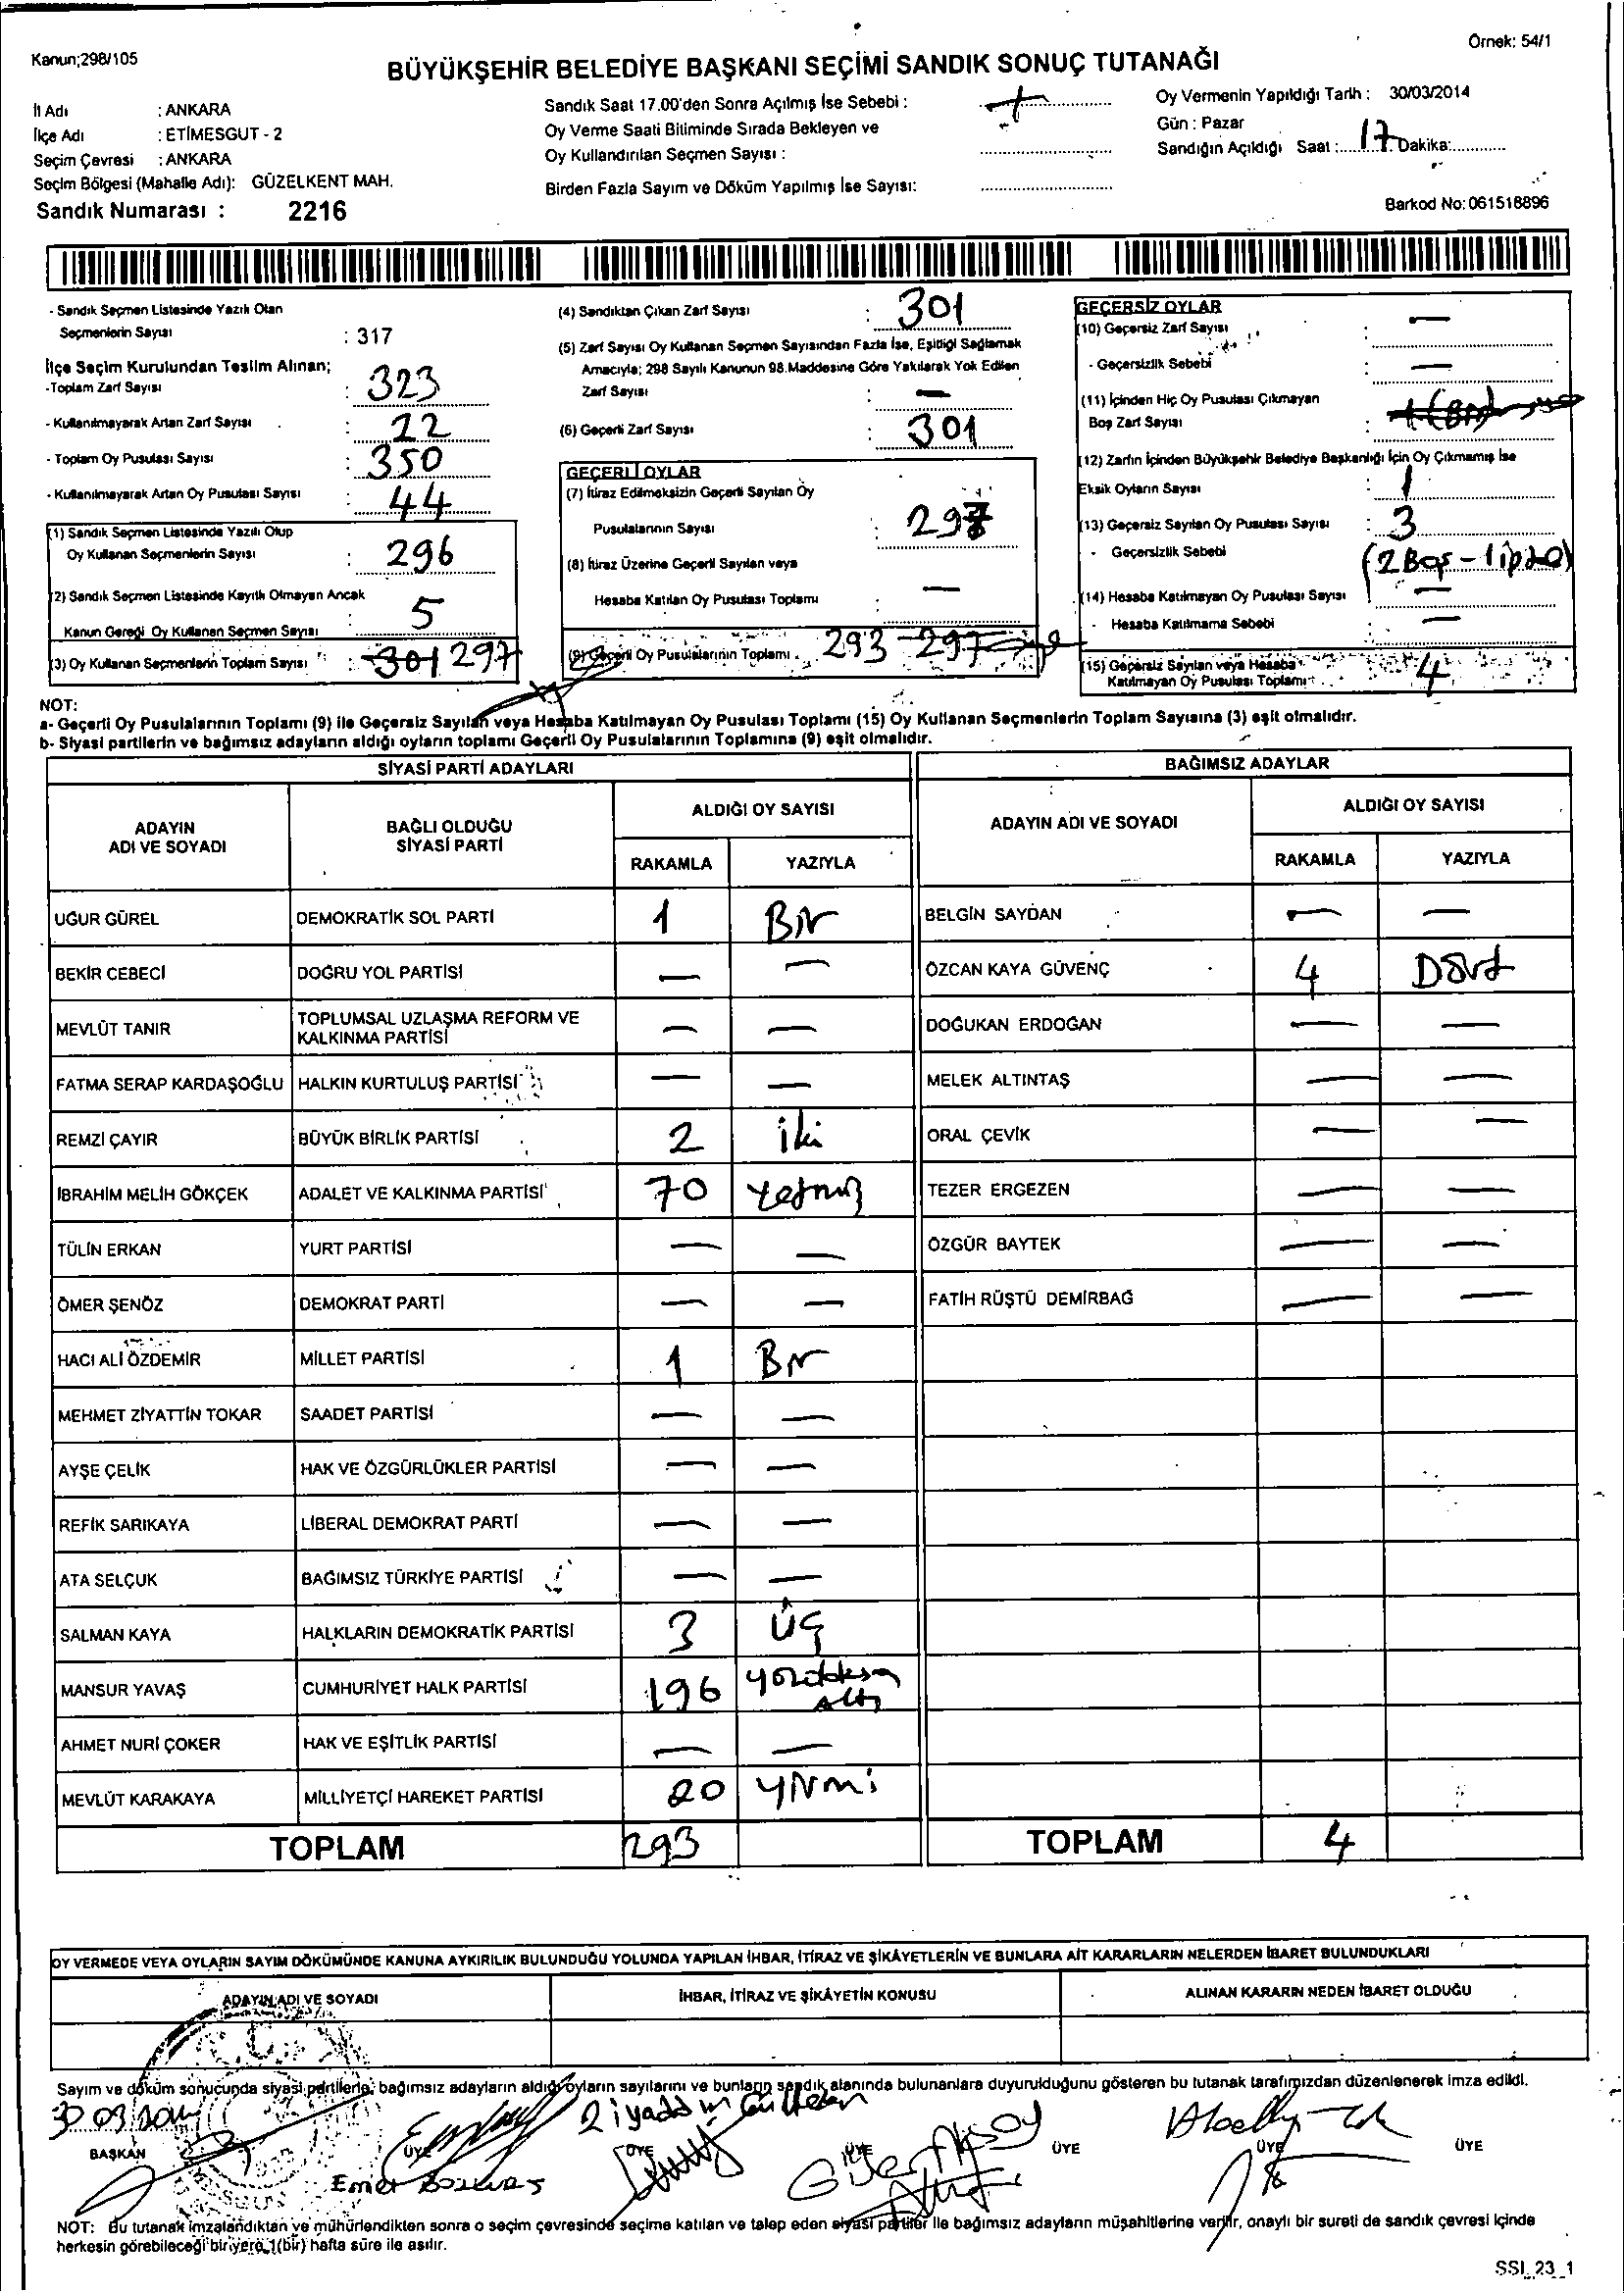 Kanun;298/105
Örnek: 54/1
BÜYÜKŞEHİR BELEDİYE BAŞKANI SEÇİMİ SANDIK SONUÇ TUTANAĞI
İl Adı : ANKARA
İlçe Adı : ETİMESGUT - 2
Seçim Çevresi : ANKARA
Seçim Bölgesi (Mahalle Adı): GÜZELKENT MAH.
Sandık Numarası : 2216
Sandık Saat 17.00'den Sonra Açılmış İse Sebebi :
Oy Verme Saati Bitiminde Sırada Bekleyen ve
Oy Kullandırılan Seçmen Sayısı :
Birden Fazla Sayım ve Döküm Yapılmış İse Sayısı:
Oy Vermenin Yapıldığı Tarih : 30/03/2014
Gün : Pazar
Sandığın Açıldığı Saat : 17 Dakika:
Barkod No: 061518896
- Sandık Seçmen Listesinde Yazılı Olan
Seçmenlerin Sayısı : 317
İlçe Seçim Kurulundan Teslim Alınan;
-Toplam Zarf Sayısı : 323
- Kullanılmayarak Artan Zarf Sayısı : 22
- Toplam Oy Pusulası Sayısı : 350
- Kullanılmayarak Artan Oy Pusulası Sayısı : 44
(1) Sandık Seçmen Listesinde Yazılı Olup
Oy Kullanan Seçmenlerin Sayısı : 296
(2) Sandık Seçmen Listesinde Kayıtlı Olmayan Ancak
Kanun Gereği Oy Kullanan Seçmen Sayısı : 5
(3) Oy Kullanan Seçmenlerin Toplam Sayısı : 301 297
(4) Sandıktan Çıkan Zarf Sayısı : 301
(5) Zarf Sayısı Oy Kullanan Seçmen Sayısından Fazla İse, Eşitliği Sağlamak
Amacıyla; 298 Sayılı Kanunun 98.Maddesine Göre Yakılarak Yok Edilen
Zarf Sayısı : —
(6) Geçerli Zarf Sayısı : 301
GEÇERLİ OYLAR
(7) İtiraz Edilmeksizin Geçerli Sayılan Oy
Pusulalarının Sayısı : 297
(8) İtiraz Üzerine Geçerli Sayılan veya
Hesaba Katılan Oy Pusulası Toplamı : —
(9) Geçerli Oy Pusulalarının Toplamı : 293 297
GEÇERSİZ OYLAR
(10) Geçersiz Zarf Sayısı : —
- Geçersizlik Sebebi : —
(11) İçinden Hiç Oy Pusulası Çıkmayan
Boş Zarf Sayısı :
(12) Zarfın İçinden Büyükşehir Belediye Başkanlığı İçin Oy Çıkmamış İse
Eksik Oyların Sayısı : 1
(13) Geçersiz Sayılan Oy Pusulası Sayısı : 3
- Geçersizlik Sebebi (2 Boş - 1 iptal)
(14) Hesaba Katılmayan Oy Pusulası Sayısı : —
- Hesaba Katılmama Sebebi : —
(15) Geçersiz Sayılan veya Hesaba
Katılmayan Oy Pusulası Toplamı : 4
NOT:
a- Geçerli Oy Pusulalarının Toplamı (9) ile Geçersiz Sayılan veya Hesaba Katılmayan Oy Pusulası Toplamı (15) Oy Kullanan Seçmenlerin Toplam Sayısına (3) eşit olmalıdır.
b- Siyasi partilerin ve bağımsız adayların aldığı oyların toplamı Geçerli Oy Pusulalarının Toplamına (9) eşit olmalıdır.
SİYASİ PARTİ ADAYLARI
ADAYIN ADI VE SOYADI BAĞLI OLDUĞU SİYASİ PARTİ ALDIĞI OY SAYISI
RAKAMLA YAZIYLA
UĞUR GÜREL DEMOKRATİK SOL PARTİ 1 Bir
BEKİR CEBECİ DOĞRU YOL PARTİSİ — —
MEVLÜT TANIR TOPLUMSAL UZLAŞMA REFORM VE KALKINMA PARTİSİ — —
FATMA SERAP KARDAŞOĞLU HALKIN KURTULUŞ PARTİSİ — —
REMZİ ÇAYIR BÜYÜK BİRLİK PARTİSİ 2 iki
İBRAHİM MELİH GÖKÇEK ADALET VE KALKINMA PARTİSİ 70 Yetmiş
TÜLİN ERKAN YURT PARTİSİ — —
ÖMER ŞENÖZ DEMOKRAT PARTİ — —
HACI ALİ ÖZDEMİR MİLLET PARTİSİ 1 Bir
MEHMET ZİYATTİN TOKAR SAADET PARTİSİ — —
AYŞE ÇELİK HAK VE ÖZGÜRLÜKLER PARTİSİ — —
REFİK SARIKAYA LİBERAL DEMOKRAT PARTİ — —
ATA SELÇUK BAĞIMSIZ TÜRKİYE PARTİSİ — —
SALMAN KAYA HALKLARIN DEMOKRATİK PARTİSİ 3 Üç
MANSUR YAVAŞ CUMHURİYET HALK PARTİSİ 196 yüzdoksan Altı
AHMET NURİ ÇOKER HAK VE EŞİTLİK PARTİSİ — —
MEVLÜT KARAKAYA MİLLİYETÇİ HAREKET PARTİSİ 20 yirmi
TOPLAM 293
BAĞIMSIZ ADAYLAR
ADAYIN ADI VE SOYADI ALDIĞI OY SAYISI
RAKAMLA YAZIYLA
BELGİN SAYDAN — —
ÖZCAN KAYA GÜVENÇ 4 Dört
DOĞUKAN ERDOĞAN — —
MELEK ALTINTAŞ — —
ORAL ÇEVİK — —
TEZER ERGEZEN — —
ÖZGÜR BAYTEK — —
FATİH RÜŞTÜ DEMİRBAĞ — —
TOPLAM 4
OY VERMEDE VEYA OYLARIN SAYIM DÖKÜMÜNDE KANUNA AYKIRILIK BULUNDUĞU YOLUNDA YAPILAN İHBAR, İTİRAZ VE ŞİKÂYETLERİN VE BUNLARA AİT KARARLARIN NELERDEN İBARET BULUNDUKLARI
ADAYIN ADI VE SOYADI İHBAR, İTİRAZ VE ŞİKÂYETİN KONUSU ALINAN KARARIN NEDEN İBARET OLDUĞU
Sayım ve döküm sonucunda siyasi partilerle, bağımsız adayların aldığı oyların sayılarını ve bunların sandık alanında bulunanlara duyurulduğunu gösteren bu tutanak tarafımızdan düzenlenerek imza edildi.
30 03 2014
BAŞKAN ÜYE ÜYE ÜYE ÜYE ÜYE ÜYE
NOT: Bu tutanak imzalandıktan ve mühürlendikten sonra o seçim çevresinde seçime katılan ve talep eden siyasi partiler ile bağımsız adayların müşahitlerine verilir, onaylı bir sureti de sandık çevresi içinde
herkesin görebileceği bir yere 1(bir) hafta süre ile asılır.
SSI_23_1